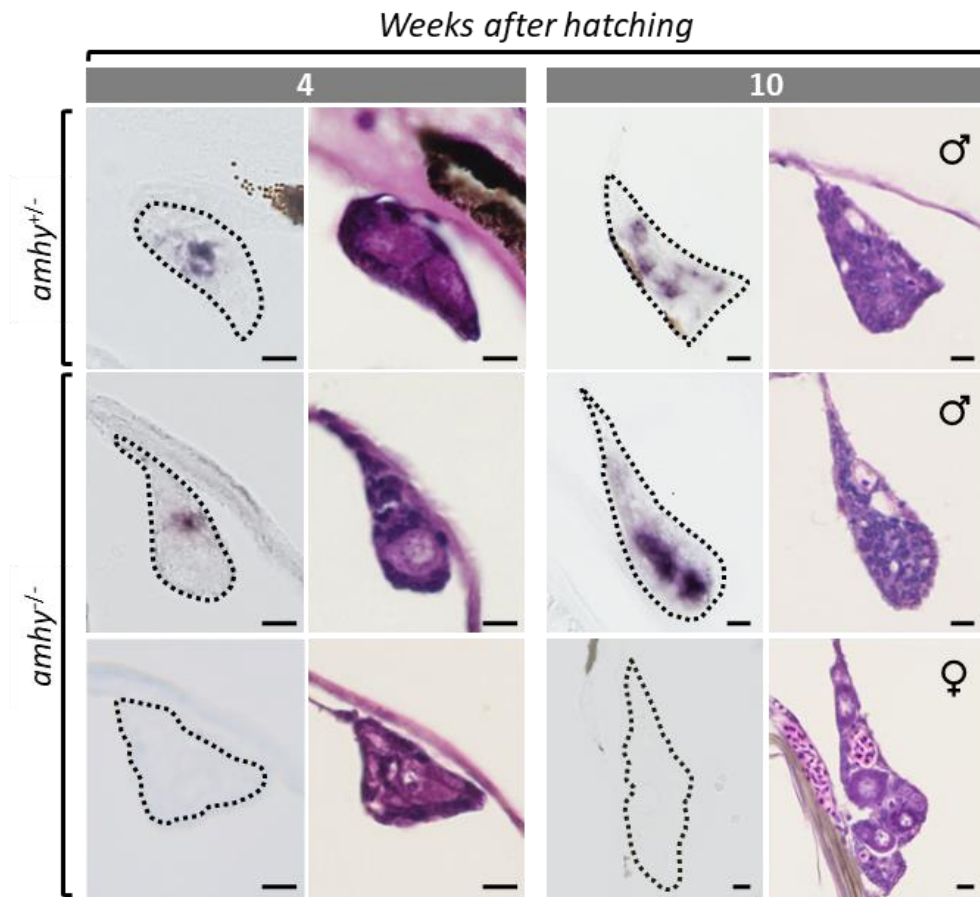 Weeks after hatching
4 10
amhy+/-
♂
amhy-/-
♂
♀